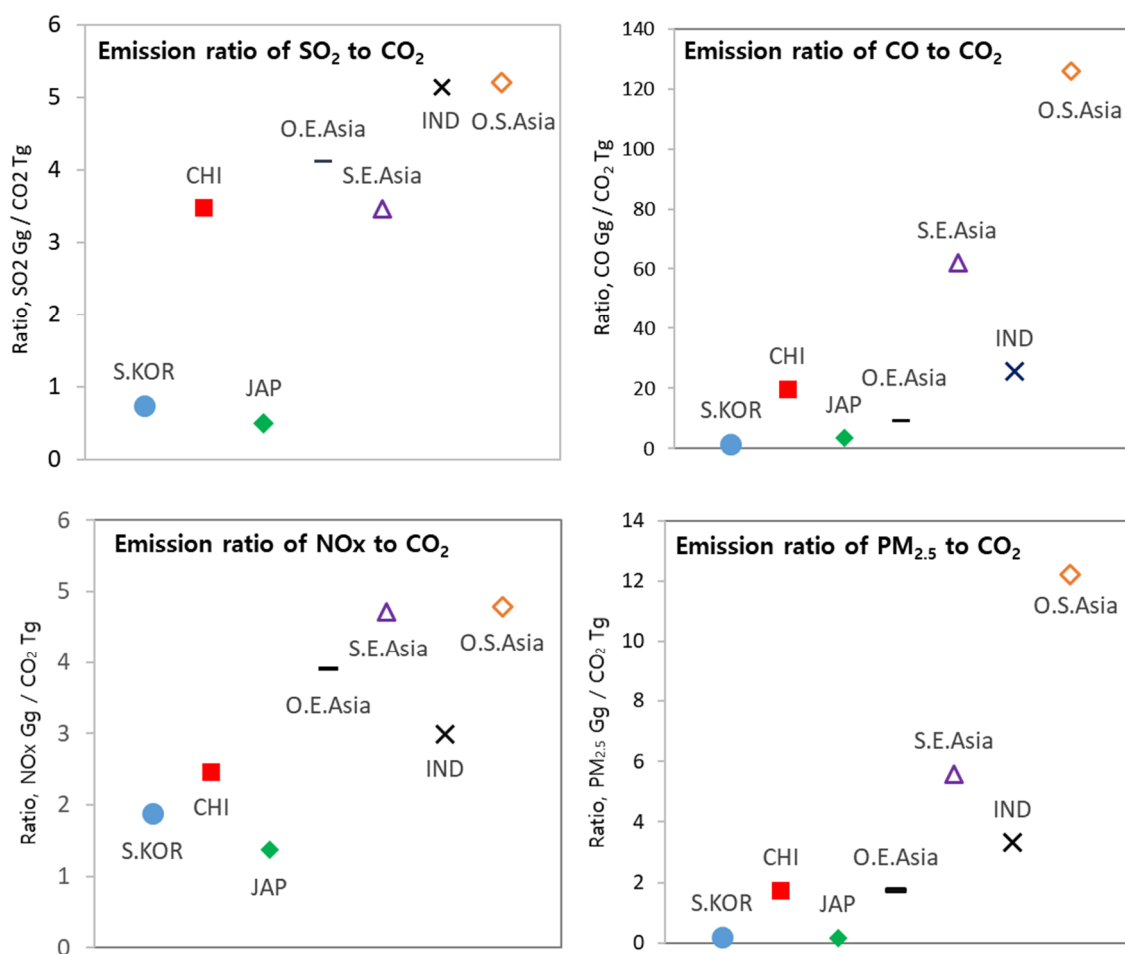 Emission ratio of SO₂ to CO₂
Ratio, SO2 Gg / CO2 Tg
6
5
4
3
2
1
0
S.KOR
CHI
JAP
O.E.Asia
S.E.Asia
IND
O.S.Asia
Emission ratio of CO to CO₂
Ratio, CO Gg / CO₂ Tg
140
120
100
80
60
40
20
0
S.KOR
CHI
JAP
O.E.Asia
S.E.Asia
IND
O.S.Asia
Emission ratio of NOx to CO₂
Ratio, NOx Gg / CO₂ Tg
6
5
4
3
2
1
0
S.KOR
CHI
JAP
O.E.Asia
S.E.Asia
IND
O.S.Asia
Emission ratio of PM₂.₅ to CO₂
Ratio, PM₂.₅ Gg / CO₂ Tg
14
12
10
8
6
4
2
0
S.KOR
CHI
JAP
O.E.Asia
S.E.Asia
IND
O.S.Asia